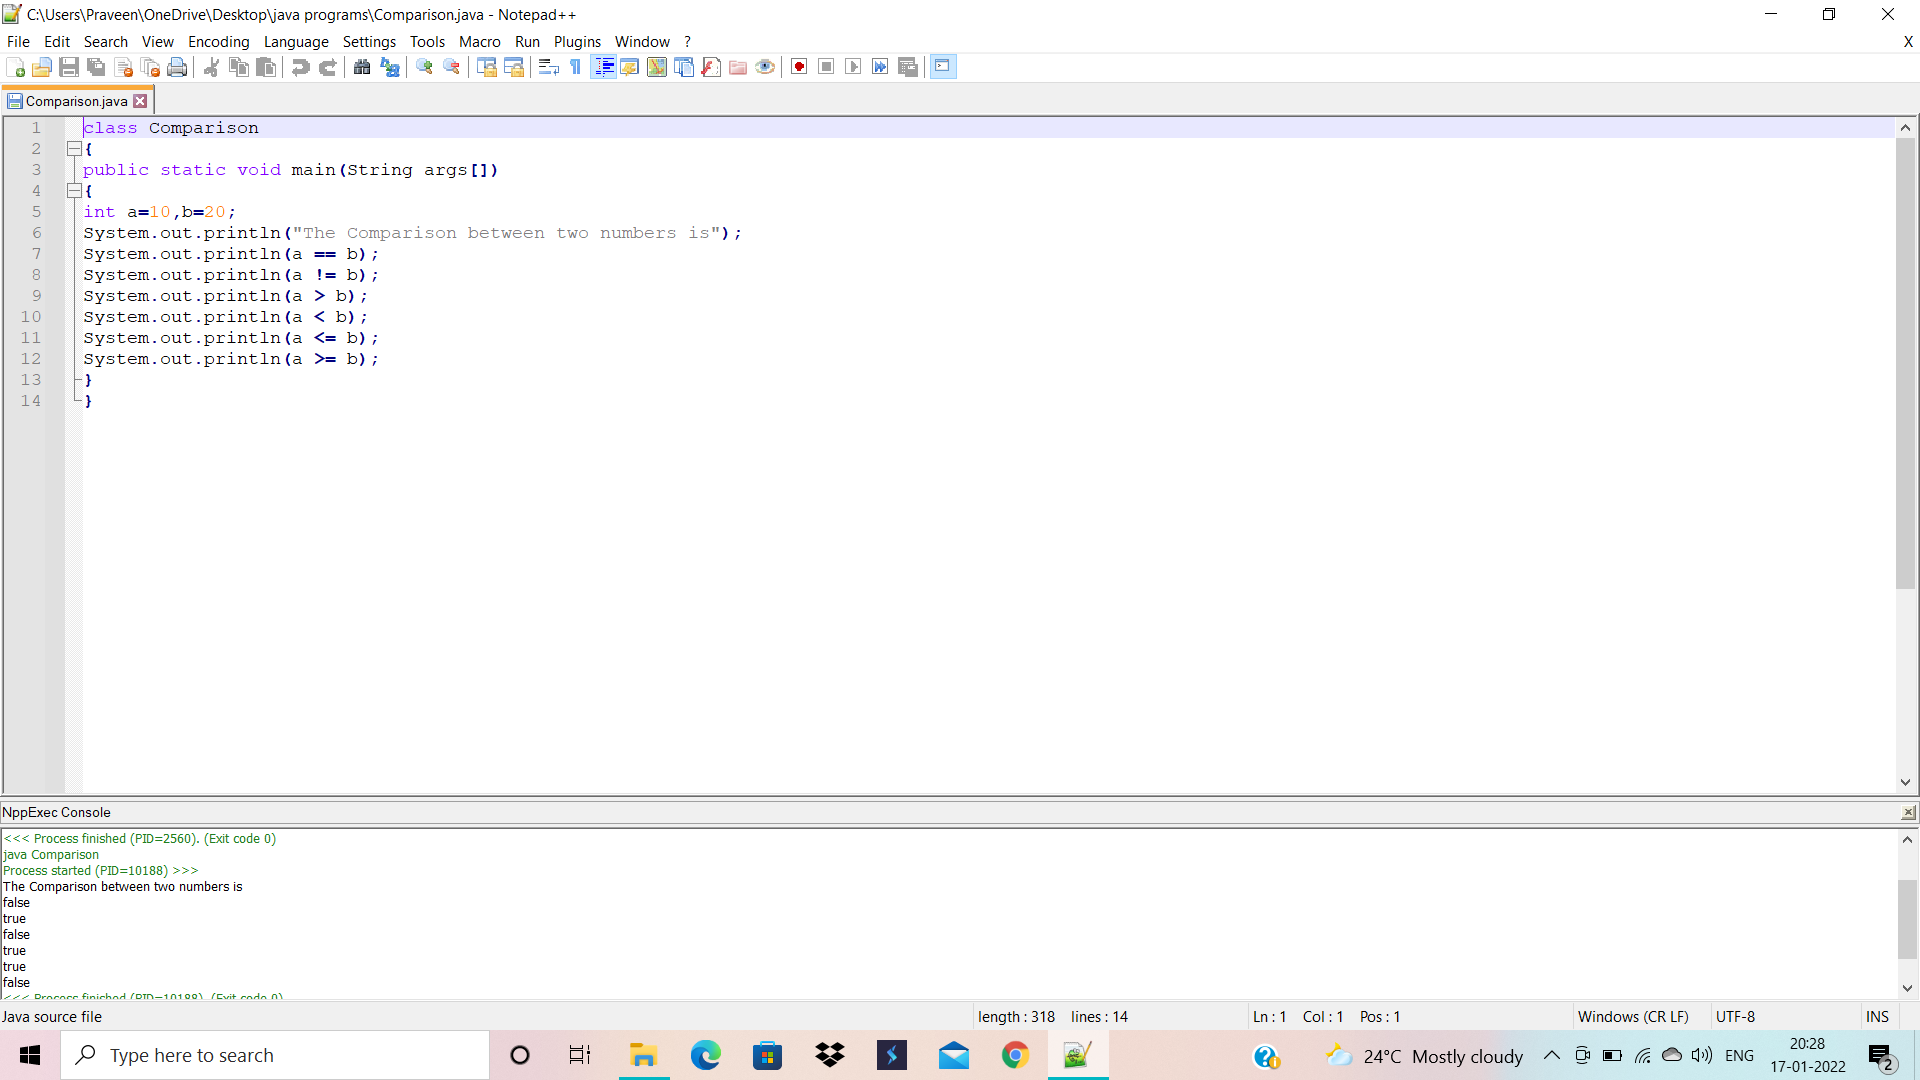 C:\Users\Praveen\OneDrive\Desktop\java programs\Comparison.java - Notepad++
File Edit Search View Encoding Language Settings Tools Macro Run Plugins Window ? X
Comparison.java
1 class Comparison
2 {
3 public static void main(String args[])
4 {
5 int a=10,b=20;
6 System.out.println("The Comparison between two numbers is");
7 System.out.println(a == b);
8 System.out.println(a != b);
9 System.out.println(a > b);
10 System.out.println(a < b);
11 System.out.println(a <= b);
12 System.out.println(a >= b);
13 }
14 }
NppExec Console
<<< Process finished (PID=2560). (Exit code 0)
java Comparison
Process started (PID=10188) >>>
The Comparison between two numbers is
false
true
false
true
true
false
<<< Process finished (PID=10188). (Exit code 0)
Java source file length : 318 lines : 14 Ln : 1 Col : 1 Pos : 1 Windows (CR LF) UTF-8 INS
Type here to search
24°C Mostly cloudy
ENG
20:28
17-01-2022
2